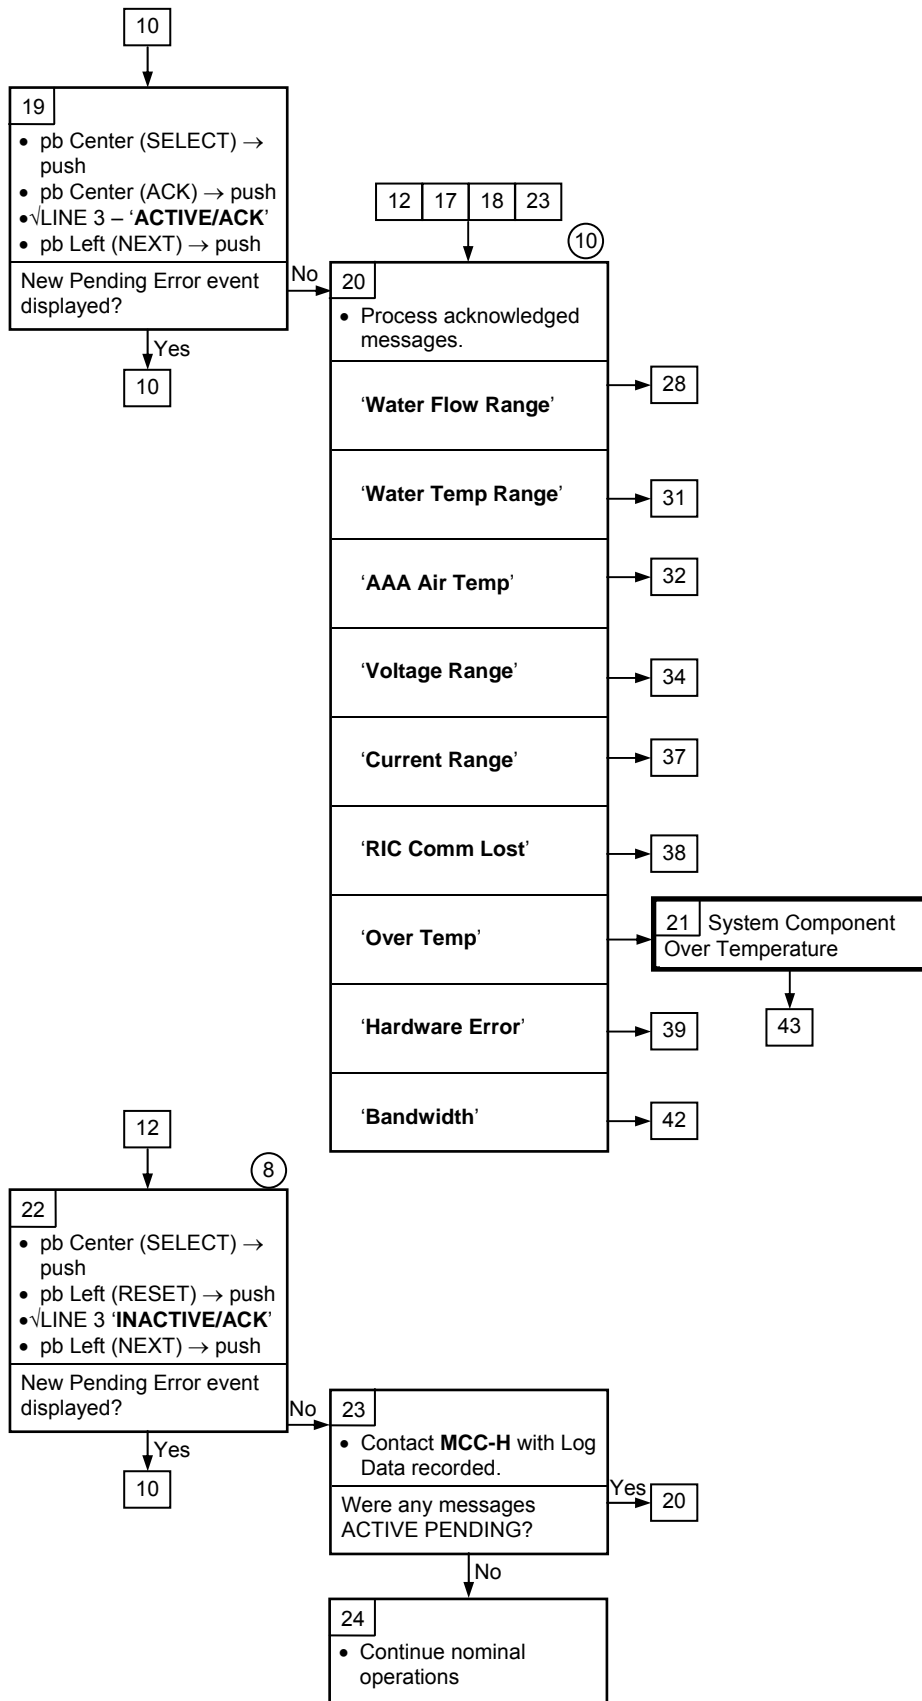 10
19
• pb Center (SELECT) →
push
• pb Center (ACK) → push
•√LINE 3 – ‘ACTIVE/ACK’
• pb Left (NEXT) → push
New Pending Error event
displayed?
No
Yes
10
12 17 18 23
10
20
• Process acknowledged
messages.
‘Water Flow Range’
28
‘Water Temp Range’
31
‘AAA Air Temp’
32
‘Voltage Range’
34
‘Current Range’
37
‘RIC Comm Lost’
38
‘Over Temp’
21 System Component
Over Temperature
43
‘Hardware Error’
39
‘Bandwidth’
42
12
8
22
• pb Center (SELECT) →
push
• pb Left (RESET) → push
•√LINE 3 ‘INACTIVE/ACK’
• pb Left (NEXT) → push
New Pending Error event
displayed?
No
Yes
10
23
• Contact MCC-H with Log
Data recorded.
Were any messages
ACTIVE PENDING?
Yes
20
No
24
• Continue nominal
operations